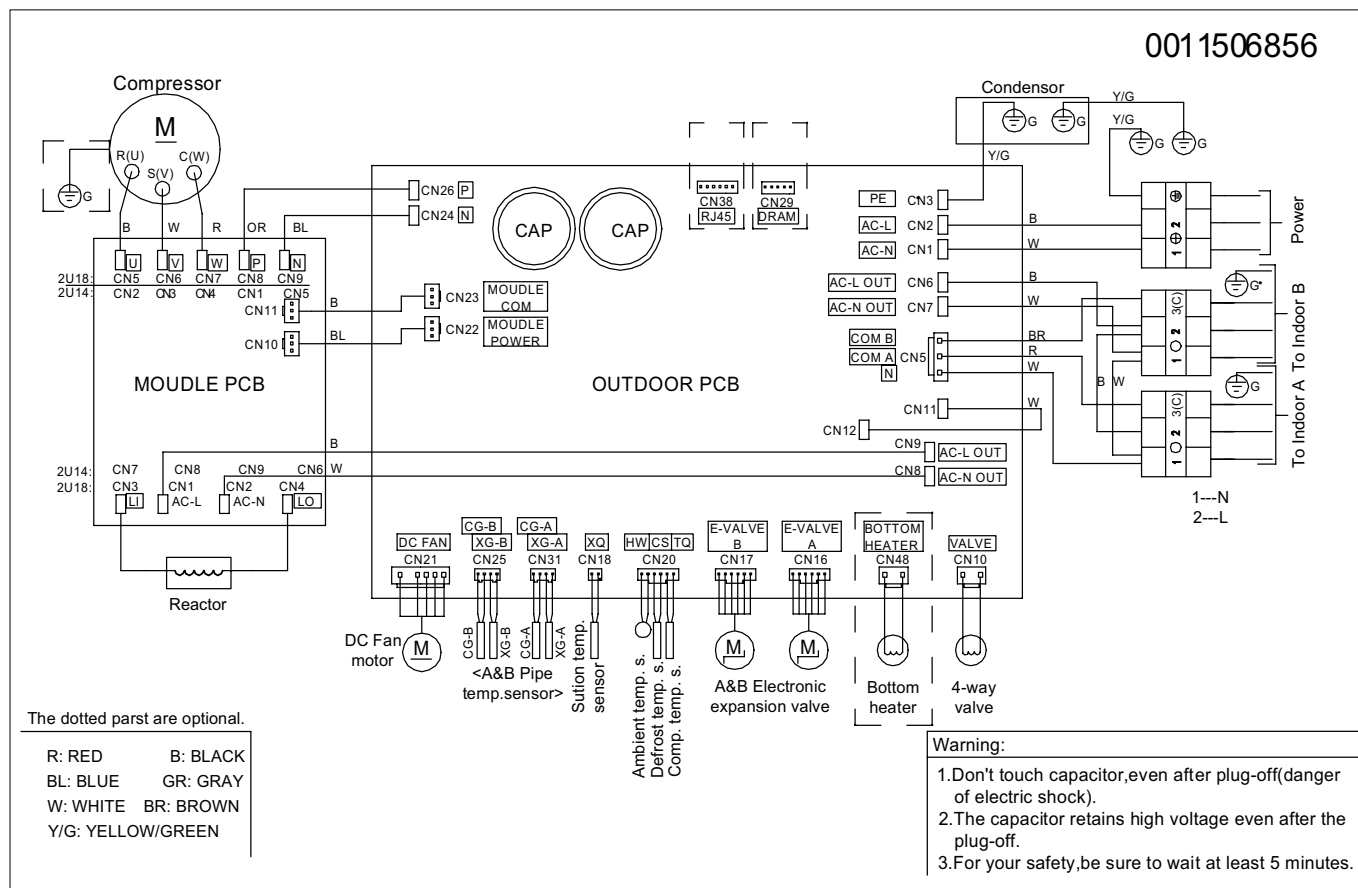 0011506856
Compressor
M
R(U)
S(V)
C(W)
G
B
W
R
OR
BL
U
V
W
P
N
2U18:
CN5
CN6
CN7
CN8
CN9
2U14:
CN2
CN3
CN4
CN1
CN5
CN11
B
CN10
BL
MOUDLE PCB
B
2U14:
CN7
CN8
CN9
CN6
W
2U18:
CN3
CN1
CN2
CN4
LI
AC-L
AC-N
LO
Reactor
CN26
P
CN24
N
CAP
CAP
CN38
RJ45
CN29
DRAM
CN23
MOUDLE
COM
CN22
MOUDLE
POWER
OUTDOOR PCB
Condensor
G
G
Y/G
Y/G
G
G
Y/G
PE
CN3
AC-L
CN2
B
AC-N
CN1
W
AC-L OUT
CN6
B
AC-N OUT
CN7
W
COM B
BR
COM A
CN5
R
N
W
CN11
W
CN12
CN9
AC-L OUT
CN8
AC-N OUT
B
W
1
2
Power
G
1
2
3(C)
To Indoor B
G
1
2
3(C)
To Indoor A
1---N
2---L
DC FAN
CN21
CG-B
XG-B
CN25
CG-A
XG-A
CN31
XQ
CN18
HW
CS
TQ
CN20
E-VALVE
B
CN17
E-VALVE
A
CN16
BOTTOM
HEATER
CN48
VALVE
CN10
DC Fan
motor
M
CG-B
XG-B
CG-A
XG-A
<A&B Pipe
temp.sensor>
Sution temp.
sensor
Ambient temp. s.
Defrost temp. s.
Comp. temp. s.
M
M
A&B Electronic
expansion valve
Bottom
heater
4-way
valve
The dotted parst are optional.
R: RED B: BLACK
BL: BLUE GR: GRAY
W: WHITE BR: BROWN
Y/G: YELLOW/GREEN
Warning:
1.Don't touch capacitor,even after plug-off(danger
of electric shock).
2.The capacitor retains high voltage even after the
plug-off.
3.For your safety,be sure to wait at least 5 minutes.